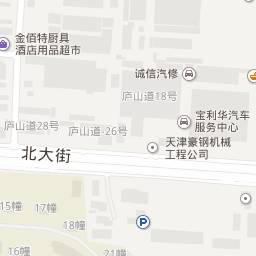 金佰特厨具
酒店用品超市
诚信汽修
庐山道18号
宝利华汽车
服务中心
庐山道28号
庐山道-26号
天津豪钢机械
工程公司
北大街
15幢
17幢
18幢
16幢
21幢
P